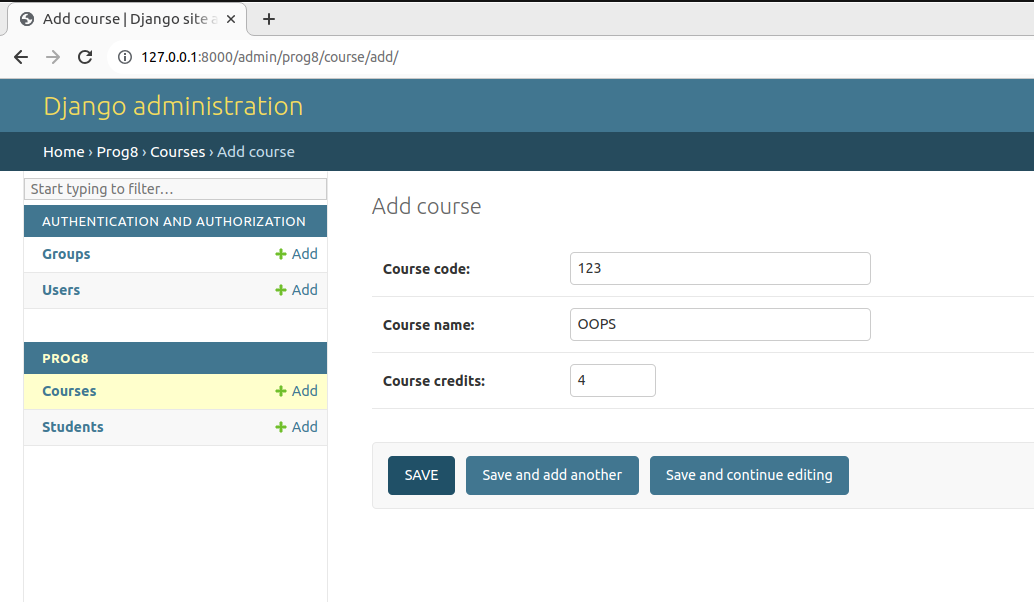 Add course | Django site a
127.0.0.1:8000/admin/prog8/course/add/
Django administration
Home › Prog8 › Courses › Add course
Start typing to filter...
AUTHENTICATION AND AUTHORIZATION
Groups + Add
Users + Add
PROG8
Courses + Add
Students + Add
Add course
Course code: 123
Course name: OOPS
Course credits: 4
SAVE Save and add another Save and continue editing